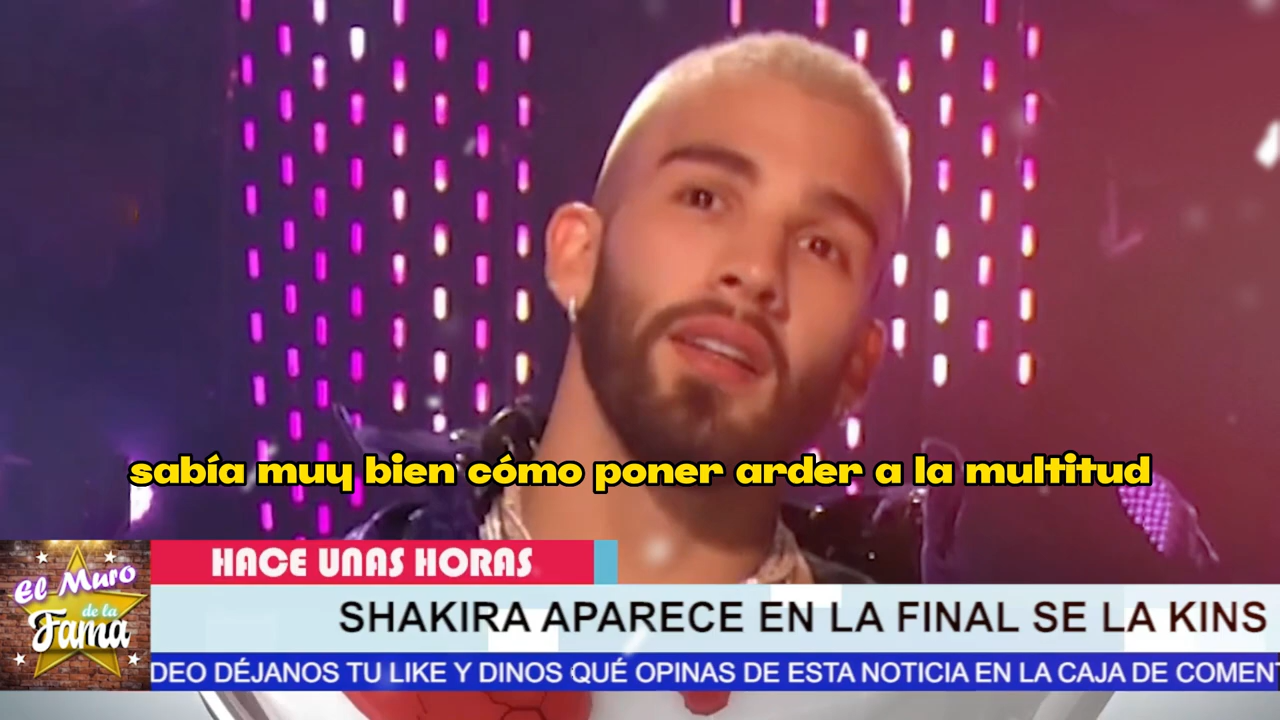 sabía muy bien cómo poner arder a la multitud
HACE UNAS HORAS
El Muro
de la
Fama
SHAKIRA APARECE EN LA FINAL SE LA KINS
DEO DÉJANOS TU LIKE Y DINOS QUÉ OPINAS DE ESTA NOTICIA EN LA CAJA DE COMEN